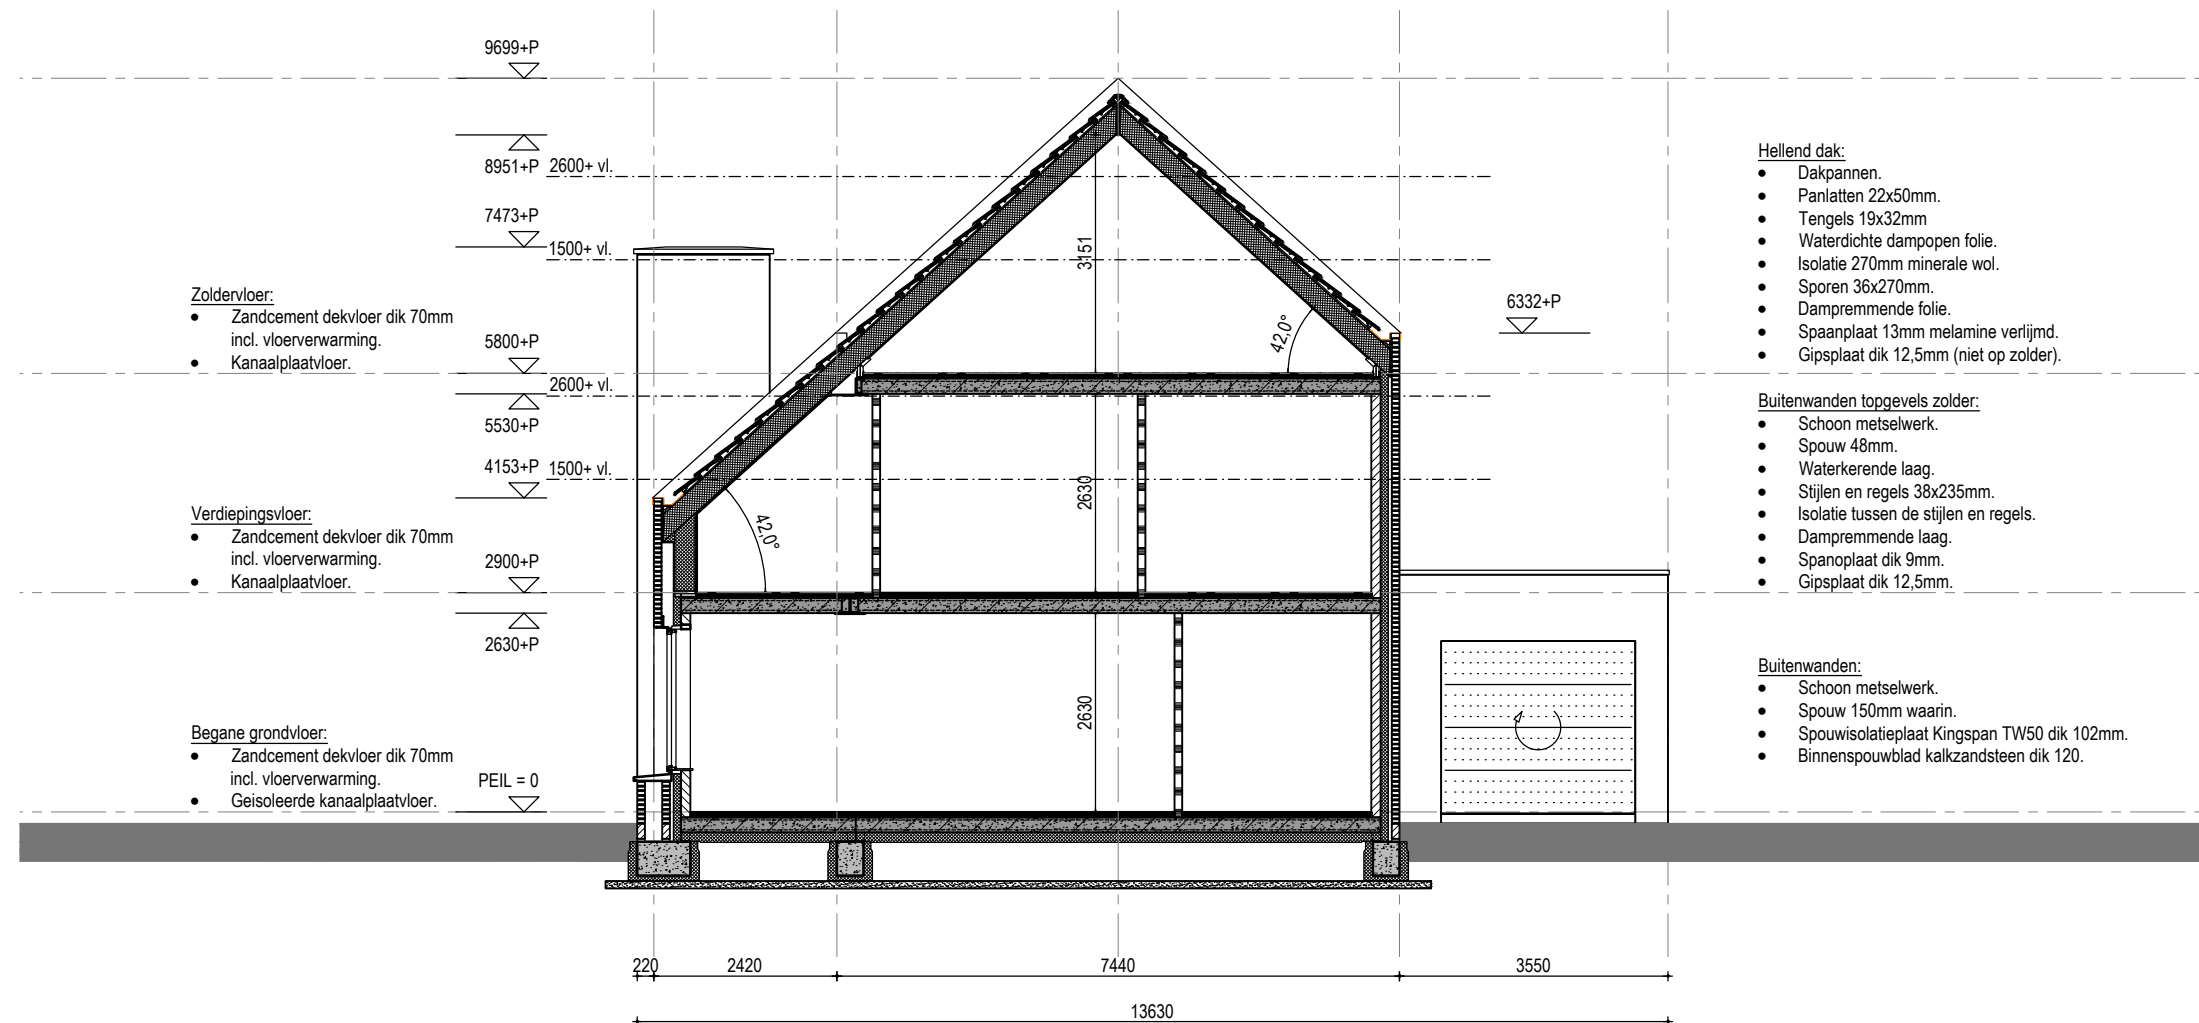 9699+P
8951+P
2600+ vl.
7473+P
1500+ vl.
Zoldervloer:
• Zandcement dekvloer dik 70mm
incl. vloerverwarming.
• Kanaalplaatvloer.
5800+P
2600+ vl.
5530+P
4153+P
1500+ vl.
Verdiepingsvloer:
• Zandcement dekvloer dik 70mm
incl. vloerverwarming.
• Kanaalplaatvloer.
2900+P
2630+P
Begane grondvloer:
• Zandcement dekvloer dik 70mm
incl. vloerverwarming.
• Geisoleerde kanaalplaatvloer.
PEIL = 0
3151
42,0°
6332+P
2630
42,0°
2630
Hellend dak:
• Dakpannen.
• Panlatten 22x50mm.
• Tengels 19x32mm
• Waterdichte dampopen folie.
• Isolatie 270mm minerale wol.
• Sporen 36x270mm.
• Dampremmende folie.
• Spaanplaat 13mm melamine verlijmd.
• Gipsplaat dik 12,5mm (niet op zolder).
Buitenwanden topgevels zolder:
• Schoon metselwerk.
• Spouw 48mm.
• Waterkerende laag.
• Stijlen en regels 38x235mm.
• Isolatie tussen de stijlen en regels.
• Dampremmende laag.
• Spanoplaat dik 9mm.
• Gipsplaat dik 12,5mm.
Buitenwanden:
• Schoon metselwerk.
• Spouw 150mm waarin.
• Spouwisolatieplaat Kingspan TW50 dik 102mm.
• Binnenspouwblad kalkzandsteen dik 120.
220
2420
7440
3550
13630